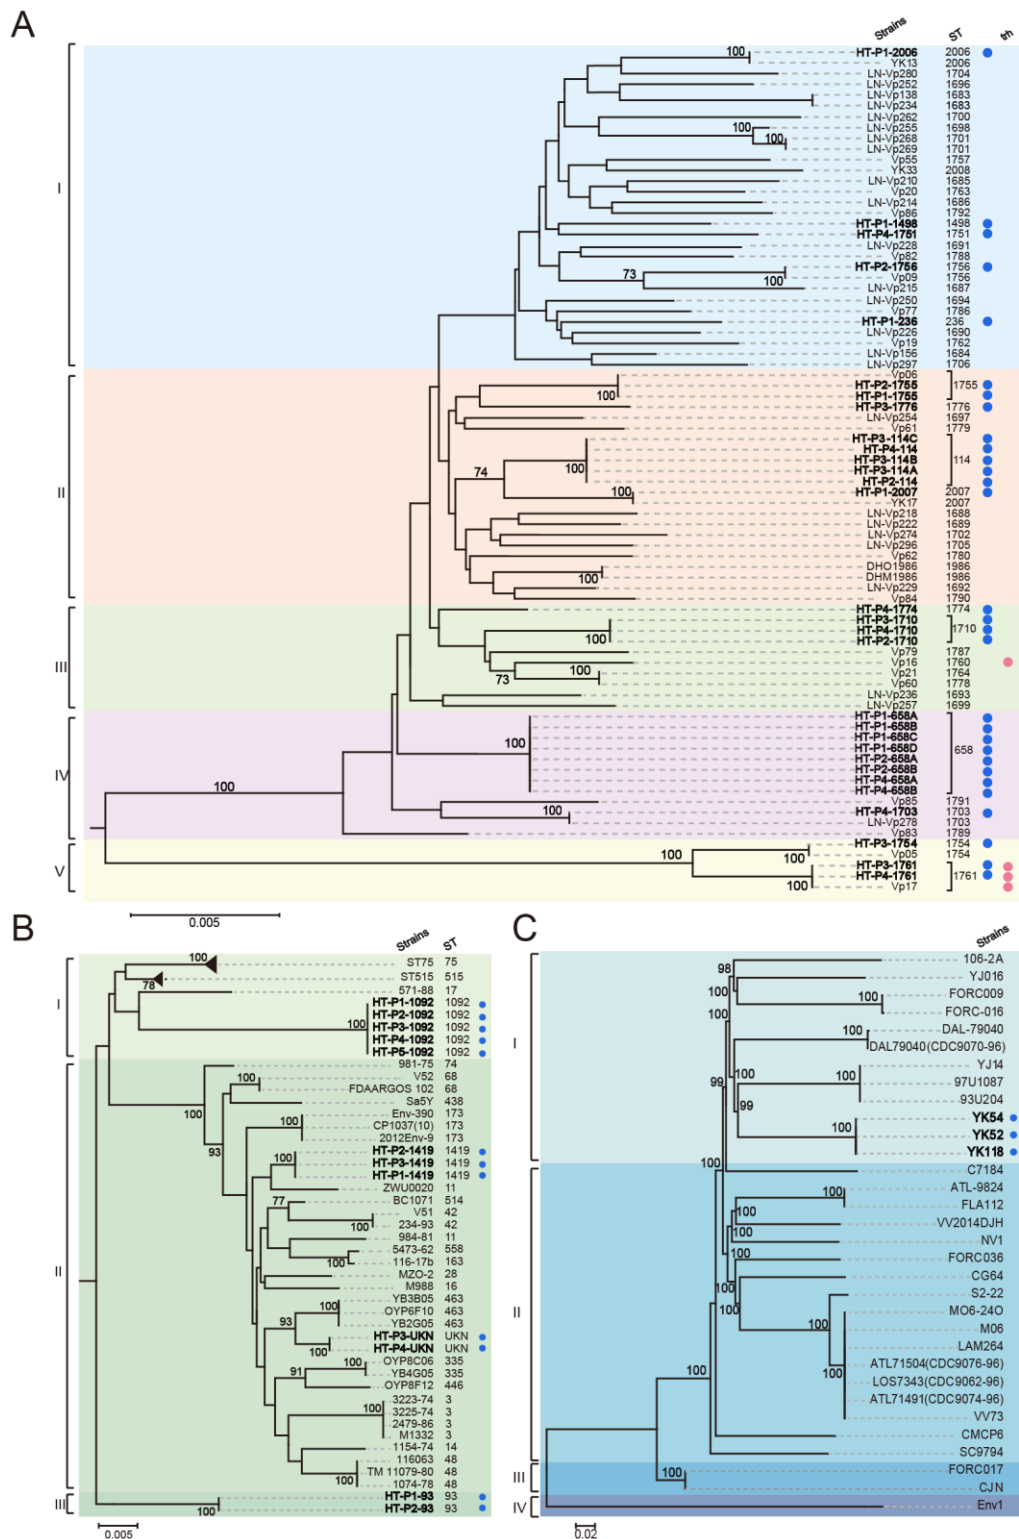 A
Strains ST trh
I
HT-P1-2006 2006
100
YK13 2006
LN-Vp280 1704
LN-Vp252 1696
LN-Vp138 1683
LN-Vp234 1683
LN-Vp262 1700
100 LN-Vp255 1698
LN-Vp268 1701
100 LN-Vp269 1701
Vp55 1757
YK33 2008
LN-Vp210 1685
Vp20 1763
LN-Vp214 1686
Vp86 1792
HT-P1-1498 1498
HT-P4-1751 1751
LN-Vp228 1691
Vp82 1788
HT-P2-1756 1756
73
Vp09 1756
100
LN-Vp215 1687
LN-Vp250 1694
Vp77 1786
HT-P1-236 236
LN-Vp226 1690
Vp19 1762
LN-Vp156 1684
LN-Vp297 1706
II
Vp06
HT-P2-1755 1755
100 HT-P1-1755
HT-P3-1776 1776
LN-Vp254 1697
Vp61 1779
HT-P3-114C
HT-P4-114
HT-P3-114B 114
74 100 HT-P3-114A
HT-P2-114
HT-P1-2007 2007
100
YK17 2007
LN-Vp218 1688
LN-Vp222 1689
LN-Vp274 1702
LN-Vp296 1705
Vp62 1780
DHO1986 1986
100 DHM1986 1986
LN-Vp229 1692
Vp84 1790
III
HT-P4-1774 1774
HT-P3-1710
HT-P4-1710 1710
100 HT-P2-1710
Vp79 1787
Vp16 1760
100 Vp21 1764
73 Vp60 1778
LN-Vp236 1693
LN-Vp257 1699
IV
HT-P1-658A
HT-P1-658B
HT-P1-658C
100 HT-P1-658D 658
HT-P2-658A
HT-P2-658B
HT-P4-658A
HT-P4-658B
100
Vp85 1791
HT-P4-1703 1703
100
LN-Vp278 1703
Vp83 1789
V
HT-P3-1754 1754
100 100 Vp05 1754
HT-P3-1761
HT-P4-1761 1761
100 Vp17
0.005
B
Strains ST
I
100 ST75 75
ST515 515
78
571-88 17
HT-P1-1092 1092
HT-P2-1092 1092
HT-P3-1092 1092
100 HT-P4-1092 1092
HT-P5-1092 1092
II
981-75 74
V52 68
100 FDAARGOS 102 68
Sa5Y 438
100
Env-390 173
100 CP1037(10) 173
93 2012Env-9 173
HT-P2-1419 1419
100 HT-P3-1419 1419
HT-P1-1419 1419
ZWU0020 11
77 BC1071 514
V51 42
100 234-93 42
984-81 11
5473-62 558
100 116-17b 163
MZO-2 28
M988 16
YB3B05 463
100 OYP6F10 463
93 YB2G05 463
HT-P3-UKN UKN
100 HT-P4-UKN UKN
OYP8C06 335
91 100 YB4G05 335
OYP8F12 446
3223-74 3
100 3225-74 3
2479-86 3
M1332 3
1154-74 14
116063 48
100 TM 11079-80 48
1074-78 48
III
HT-P1-93 93
100 HT-P2-93 93
0.005
C
Strains
I
106-2A
98
YJ016
100
FORC009
100
FORC-016
100
DAL-79040
100
DAL79040(CDC9070-96)
YJ14
100 100 97U1087
99
93U204
99
YK54
100 YK52
YK118
100
II
C7184
ATL-9824
100
FLA112
100
VV2014DJH
100 NV1
100 FORC036
100 CG64
100
S2-22
MO6-24O
100 M06
LAM264
ATL71504(CDC9076-96)
100
LOS7343(CDC9062-96)
100
ATL71491(CDC9074-96)
VV73
CMCP6
SC9794
III
FORC017
100
CJN
IV
Env1
0.02